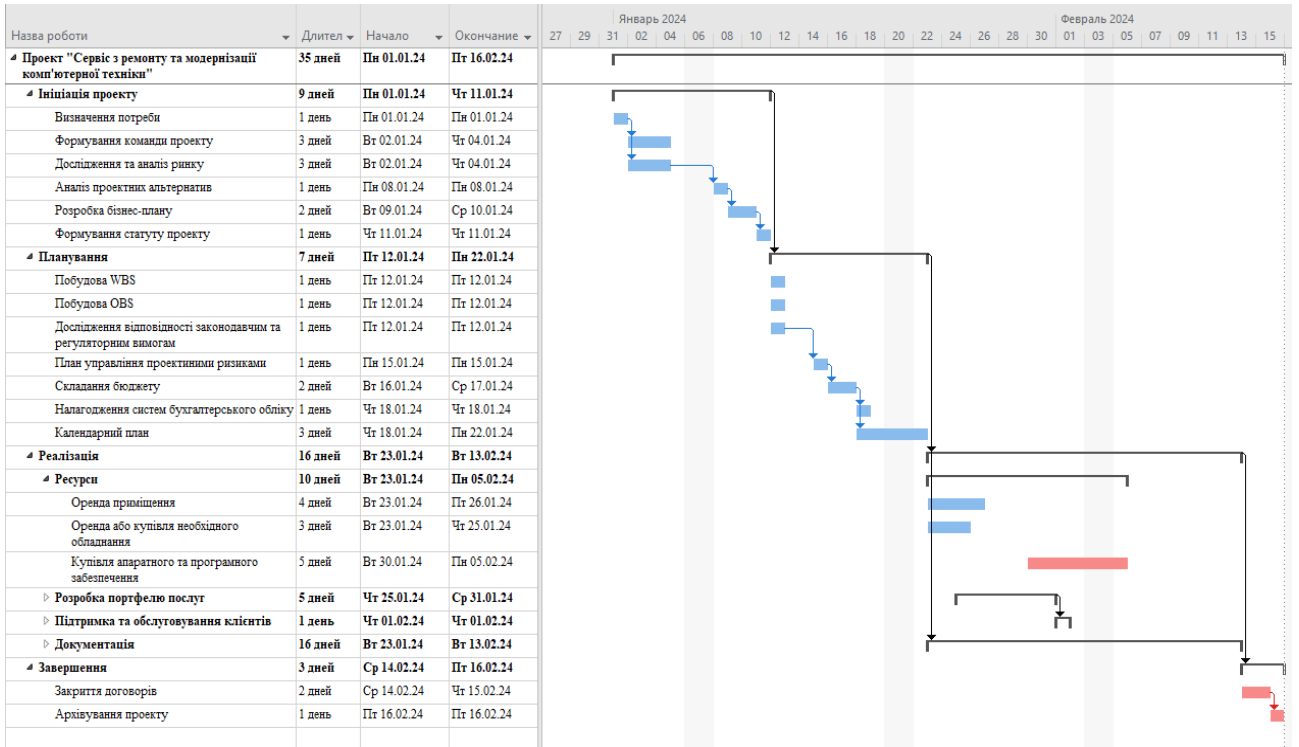 Январь 2024 Февраль 2024
Назва роботи Длител Начало Окончание 27 29 31 02 04 06 08 10 12 14 16 18 20 22 24 26 28 30 01 03 05 07 09 11 13 15
Проект "Сервіс з ремонту та модернізації 35 дней Пн 01.01.24 Пт 16.02.24
комп'ютерної техніки"
Ініціація проекту 9 дней Пн 01.01.24 Чт 11.01.24
Визначення потреби 1 день Пн 01.01.24 Пн 01.01.24
Формування команди проекту 3 дней Вт 02.01.24 Чт 04.01.24
Дослідження та аналіз ринку 3 дней Вт 02.01.24 Чт 04.01.24
Аналіз проектних альтернатив 1 день Пн 08.01.24 Пн 08.01.24
Розробка бізнес-плану 2 дней Вт 09.01.24 Ср 10.01.24
Формування статуту проекту 1 день Чт 11.01.24 Чт 11.01.24
Планування 7 дней Пт 12.01.24 Пн 22.01.24
Побудова WBS 1 день Пт 12.01.24 Пт 12.01.24
Побудова OBS 1 день Пт 12.01.24 Пт 12.01.24
Дослідження відповідності законодавчим та 1 день Пт 12.01.24 Пт 12.01.24
регуляторним вимогам
План управління проектиними ризиками 1 день Пн 15.01.24 Пн 15.01.24
Складання бюджету 2 дней Вт 16.01.24 Ср 17.01.24
Налагодження систем бухгалтерського обліку 1 день Чт 18.01.24 Чт 18.01.24
Календарний план 3 дней Чт 18.01.24 Пн 22.01.24
Реалізація 16 дней Вт 23.01.24 Вт 13.02.24
Ресурси 10 дней Вт 23.01.24 Пн 05.02.24
Оренда приміщення 4 дней Вт 23.01.24 Пт 26.01.24
Оренда або купівля необхідного 3 дней Вт 23.01.24 Чт 25.01.24
обладнання
Купівля апаратного та програмного 5 дней Вт 30.01.24 Пн 05.02.24
забезпечення
Розробка портфелю послуг 5 дней Чт 25.01.24 Ср 31.01.24
Підтримка та обслуговування клієнтів 1 день Чт 01.02.24 Чт 01.02.24
Документація 16 дней Вт 23.01.24 Вт 13.02.24
Завершення 3 дней Ср 14.02.24 Пт 16.02.24
Закриття договорів 2 дней Ср 14.02.24 Чт 15.02.24
Архівування проекту 1 день Пт 16.02.24 Пт 16.02.24